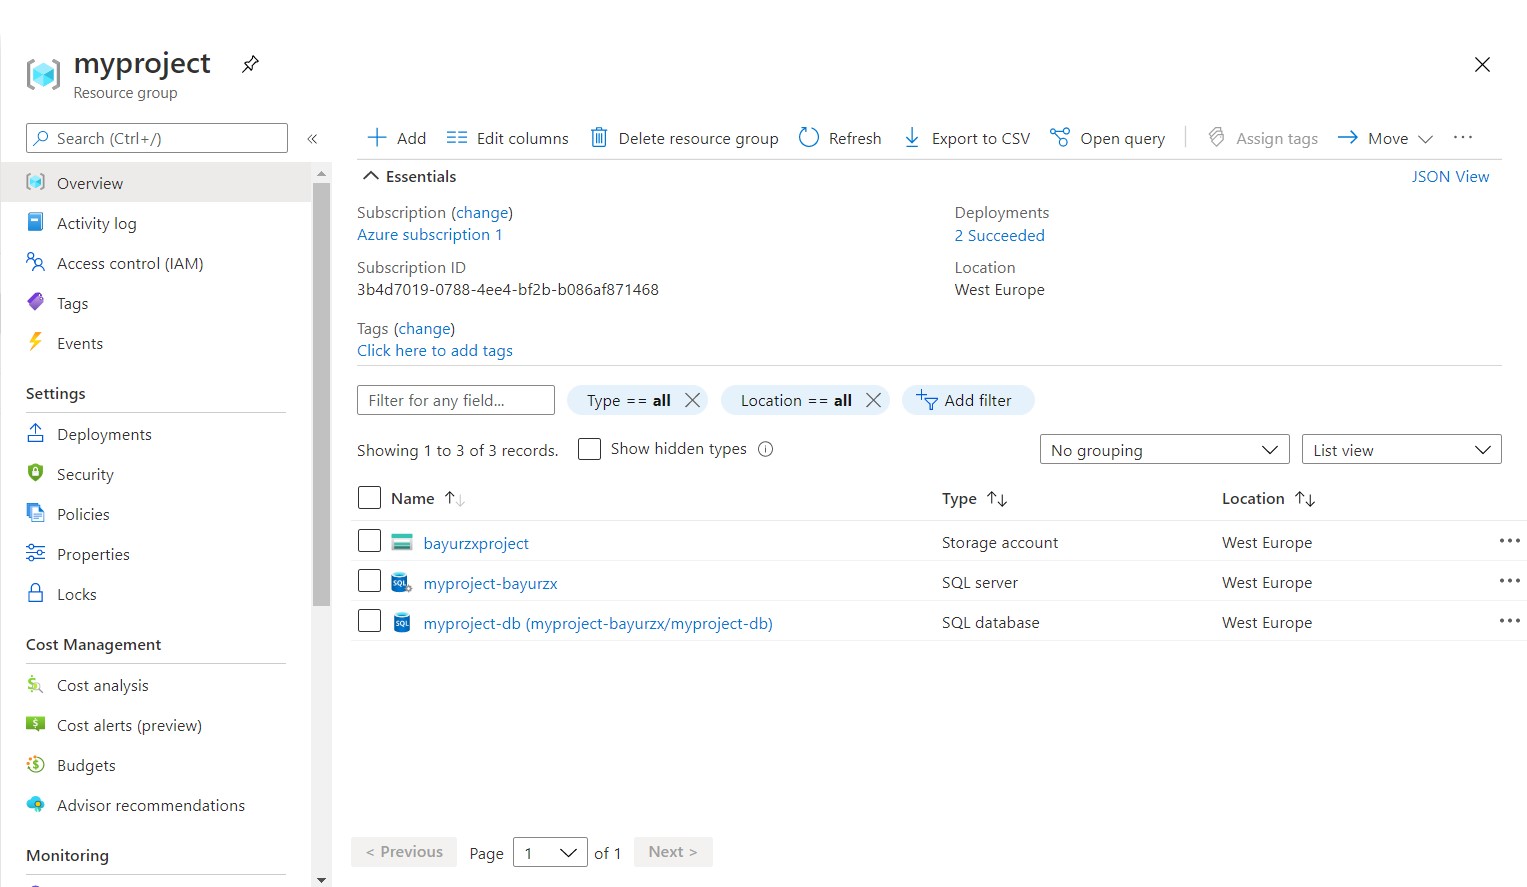 myproject
Resource group
Search (Ctrl+/)
«
Overview
Activity log
Access control (IAM)
Tags
Events
Settings
Deployments
Security
Policies
Properties
Locks
Cost Management
Cost analysis
Cost alerts (preview)
Budgets
Advisor recommendations
Monitoring
Add Edit columns Delete resource group Refresh Export to CSV Open query Assign tags Move ...
Essentials JSON View
Subscription (change)
Azure subscription 1
Subscription ID
3b4d7019-0788-4ee4-bf2b-b086af871468
Deployments
2 Succeeded
Location
West Europe
Tags (change)
Click here to add tags
Filter for any field... Type == all Location == all Add filter
Showing 1 to 3 of 3 records. Show hidden types No grouping List view
Name Type Location
bayurzxproject Storage account West Europe ...
SQL myproject-bayurzx SQL server West Europe ...
SQL myproject-db (myproject-bayurzx/myproject-db) SQL database West Europe ...
< Previous Page 1 of 1 Next >